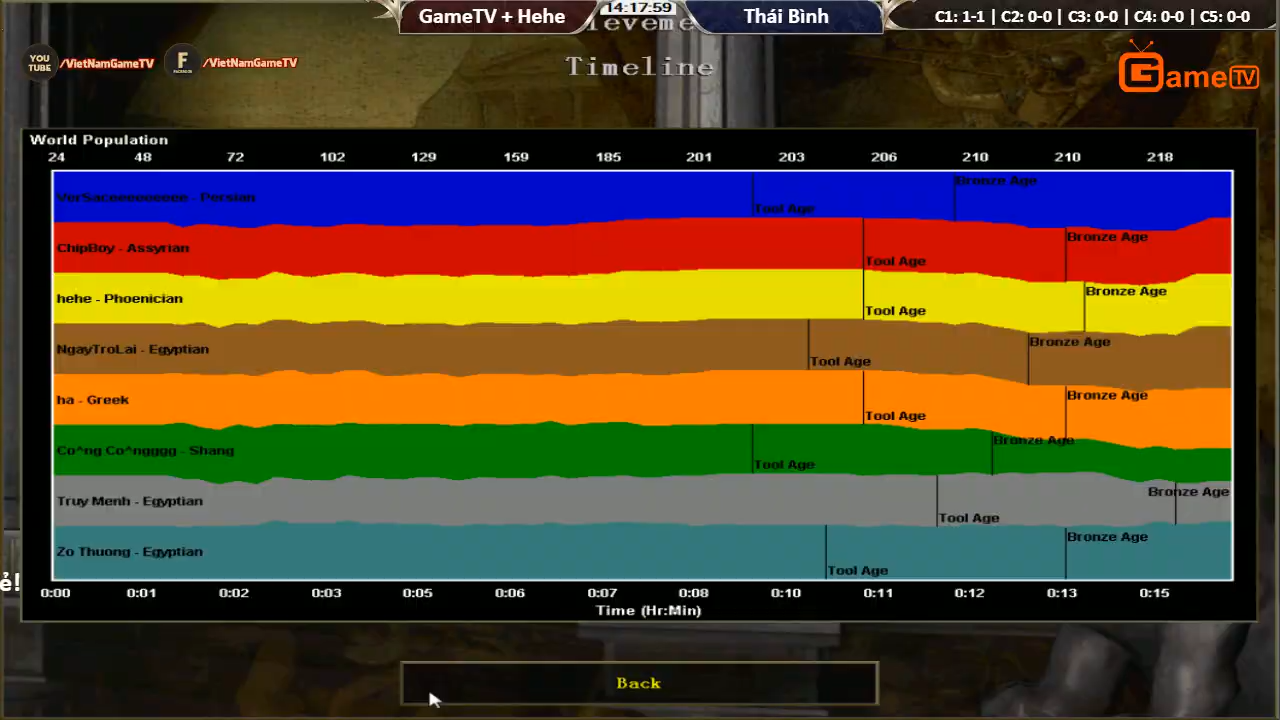 GameTV + Hehe
14:17:59
Thái Bình
C1: 1-1 | C2: 0-0 | C3: 0-0 | C4: 0-0 | C5: 0-0
YOU TUBE /VietNamGameTV
F FACEBOOK /VietNamGameTV
Timeline
GameTV
World Population
24 48 72 102 129 159 185 201 203 206 210 210 218
VerSaceeeeeeeee - Persian
Tool Age
Bronze Age
ChipBoy - Assyrian
Tool Age
Bronze Age
hehe - Phoenician
Tool Age
Bronze Age
NgayTroLai - Egyptian
Tool Age
Bronze Age
ha - Greek
Tool Age
Bronze Age
Co^ng Co^ngggg - Shang
Tool Age
Bronze Age
Truy Menh - Egyptian
Tool Age
Bronze Age
Zo Thuong - Egyptian
Tool Age
Bronze Age
ẻ!
0:00 0:01 0:02 0:03 0:05 0:06 0:07 0:08 0:10 0:11 0:12 0:13 0:15
Time (Hr:Min)
Back